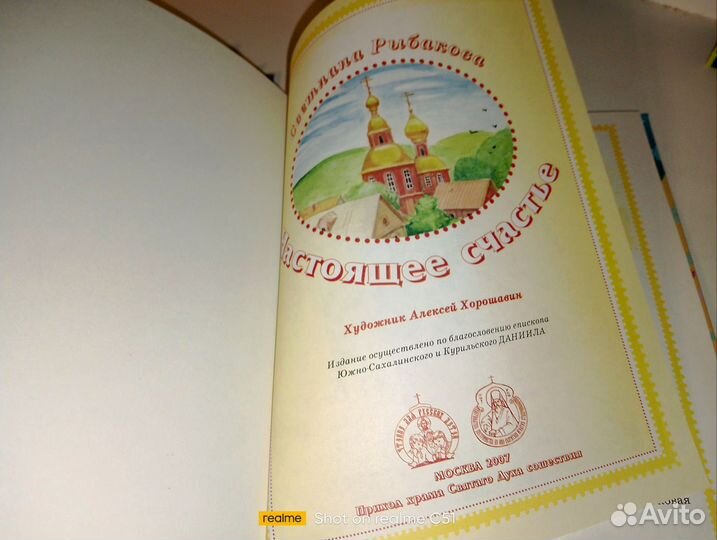 Светлана Рыбакова
Настоящее счастье
Художник Алексей Хорошавин
Издание осуществлено по благословению епископа
Южно-Сахалинского и Курильского ДАНИИЛА
МОСКВА 2007
Приход храма Святаго Духа сошествия
realme Shot on realme C51
Avito